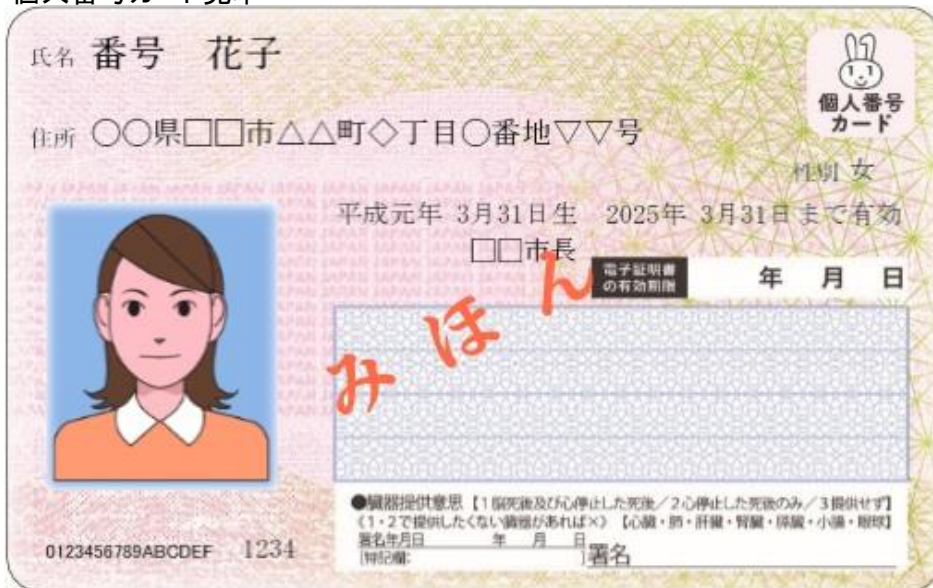 個人番号カード見本
氏名 番号 花子
個人番号
カード
住所 ○○県□□市△△町◇丁目○番地▽▽号
性別 女
平成元年 3月31日生 2025年 3月31日まで有効
□□市長
電子証明書
の有効期限
年 月 日
みほん
●臓器提供意思【1脳死後及び心停止した死後/2心停止した死後のみ/3提供せず】
《1・2で提供したくない臓器があれば×》【心臓・肺・肝臓・腎臓・膵臓・小腸・眼球】
署名年月日 年 月 日
[特記欄: ]署名
0123456789ABCDEF 1234